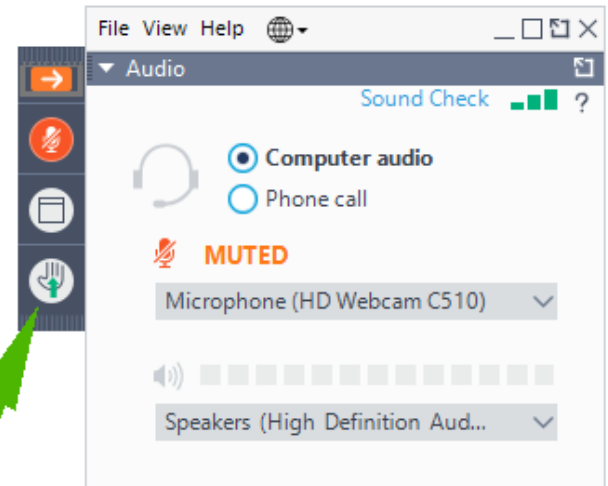 File View Help
Audio
Sound Check ?
Computer audio
Phone call
MUTED
Microphone (HD Webcam C510)
Speakers (High Definition Aud...